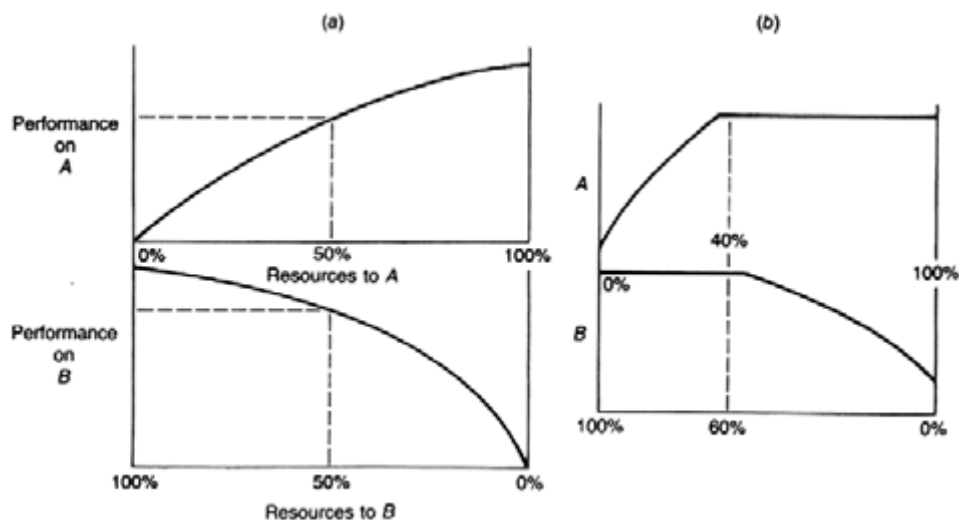 (a)
Performance
on
A
0%
50%
100%
Resources to A
Performance
on
B
100%
50%
0%
Resources to B
(b)
A
40%
100%
0%
B
100%
60%
0%